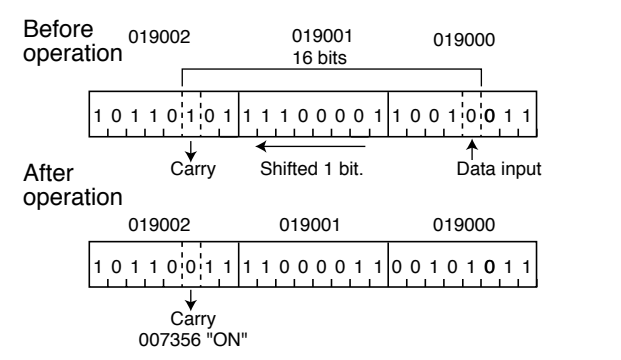 Before
operation
019002 019001 019000
16 bits
1 0 1 1 0 1 0 1 1 1 1 0 0 0 0 1 1 0 0 1 0 0 1 1
Carry Shifted 1 bit. Data input
After
operation
019002 019001 019000
1 0 1 1 0 0 1 1 1 1 0 0 0 0 1 1 0 0 1 0 1 0 1 1
Carry
007356 "ON"